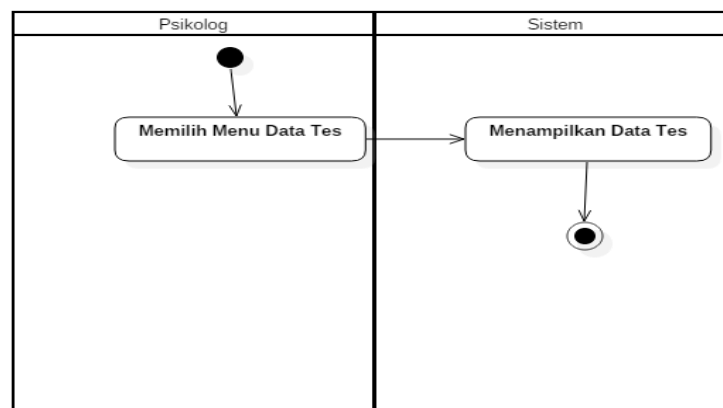 Psikolog
Sistem
Memilih Menu Data Tes
Menampilkan Data Tes